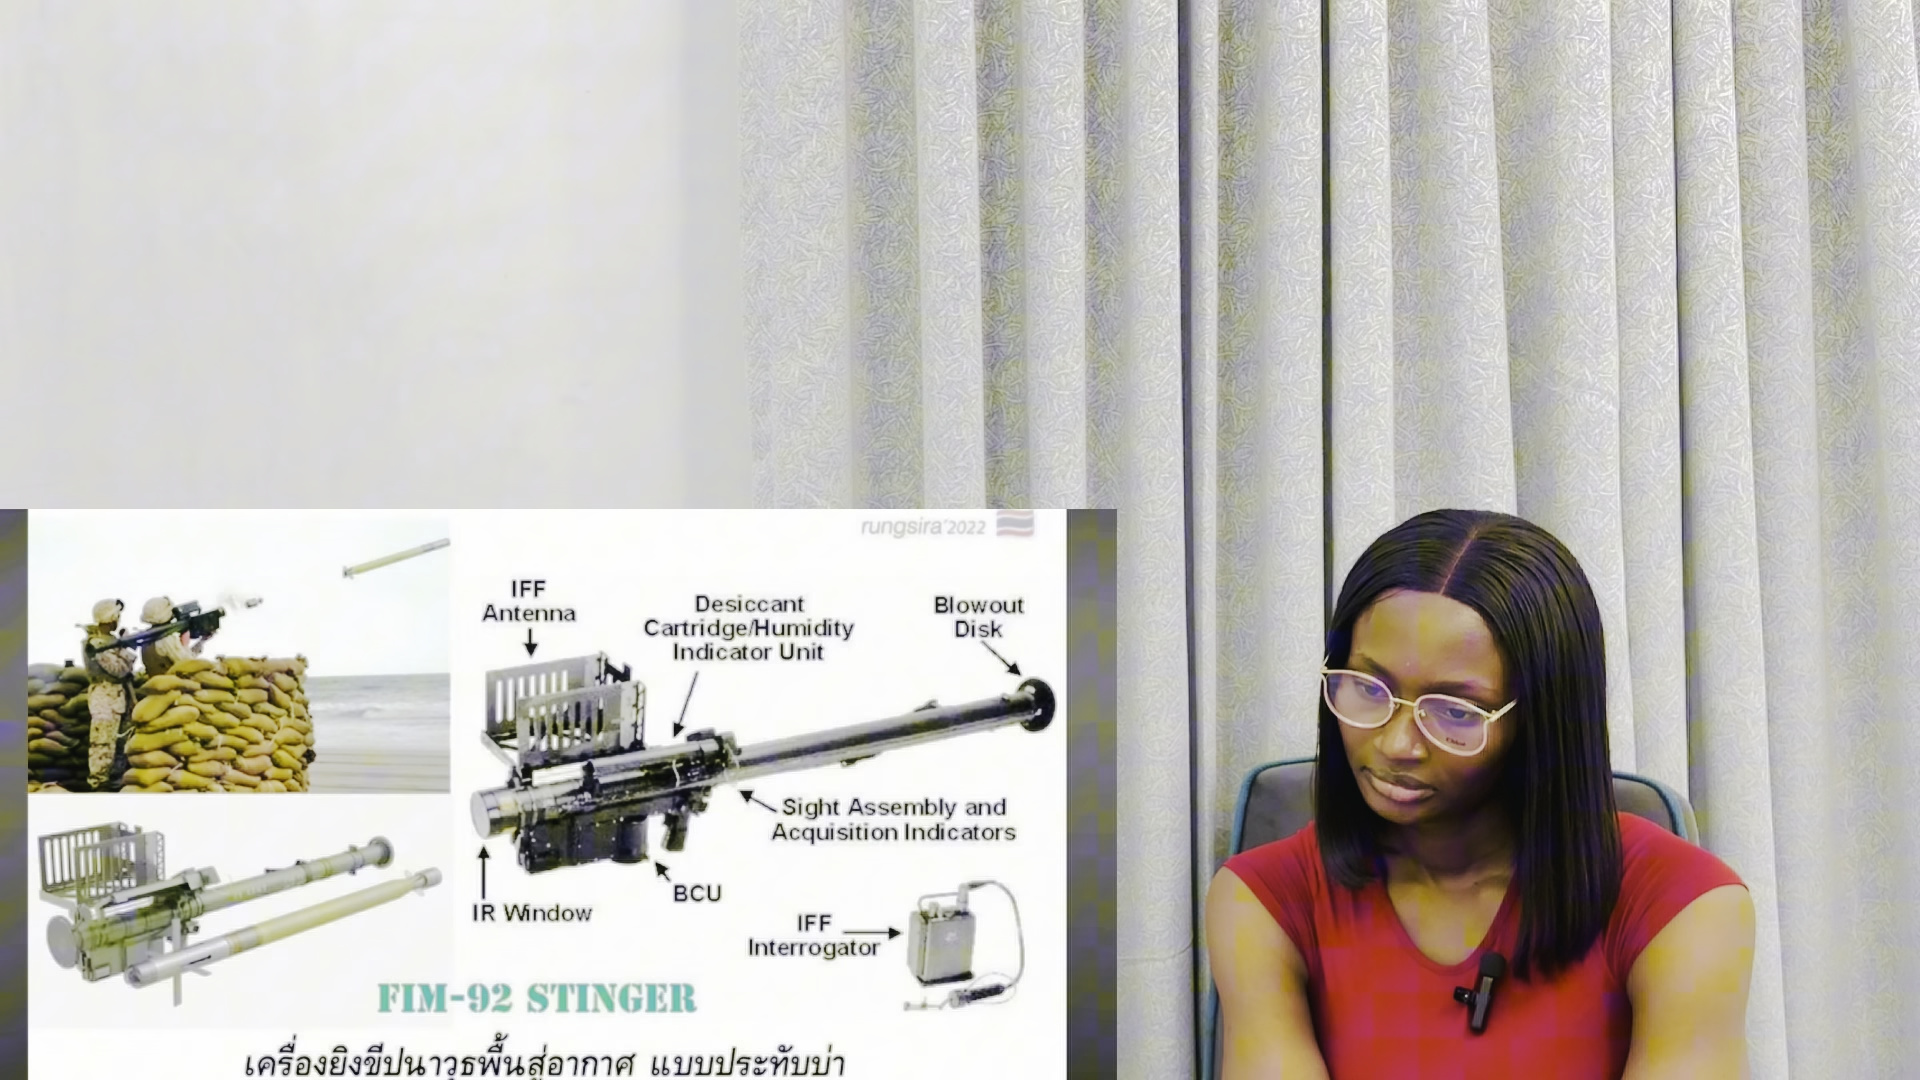 rungsira'2022
IFF
Antenna
Desiccant
Cartridge/Humidity
Indicator Unit
Blowout
Disk
Sight Assembly and
Acquisition Indicators
BCU
IR Window
IFF
Interrogator
FIM-92 STINGER
เครื่องยิงขีปนาวุธพื้นสู่อากาศ แบบประทับบ่า